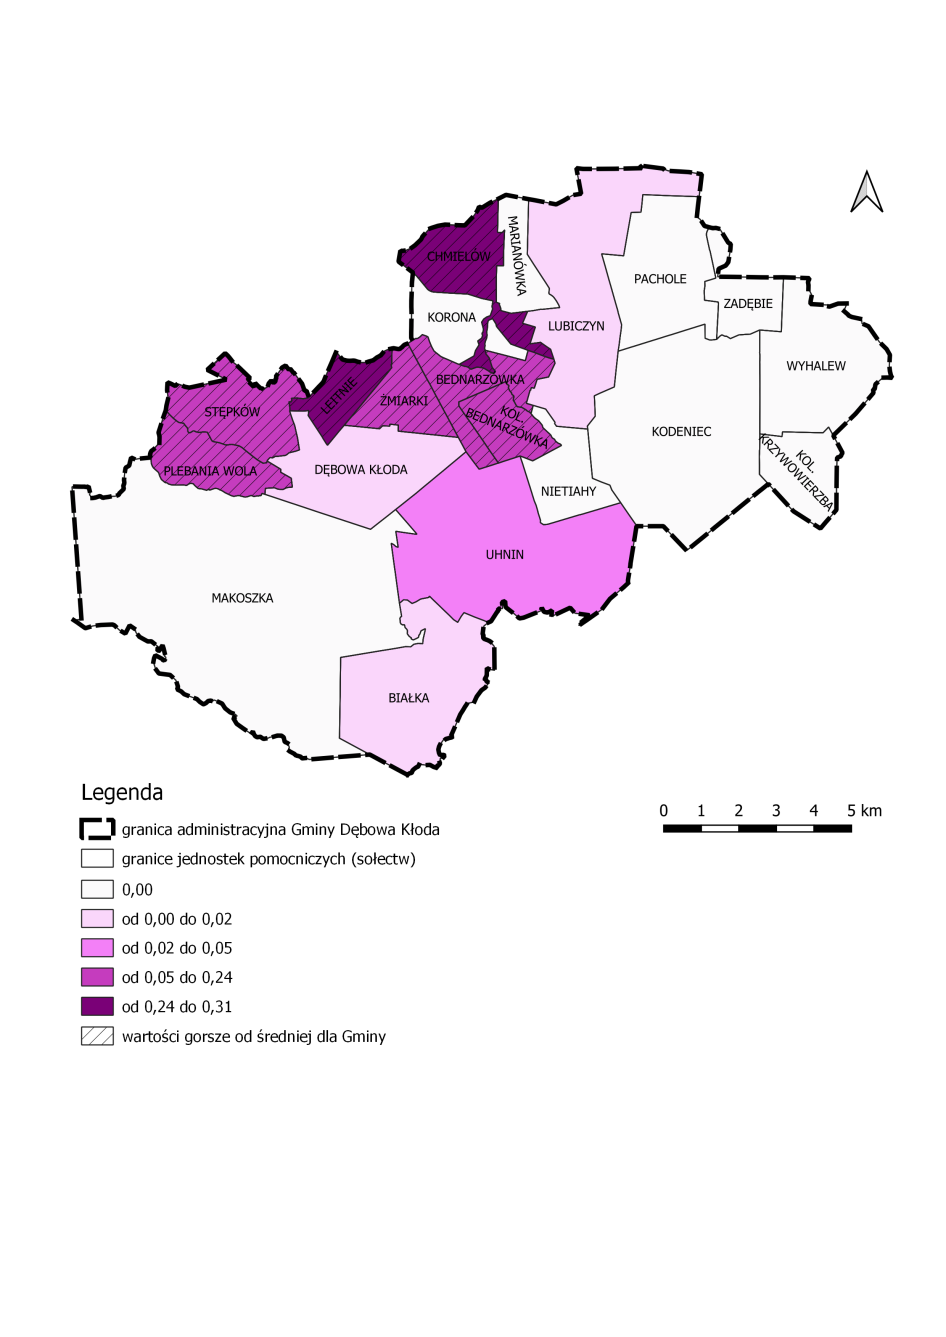 MARIANÓWKA
CHMIELÓW
PACHOLE
ZADĘBIE
KORONA
LUBICZYN
WYHALEW
BEDNARZÓWKA
LEITNIE
ŻMIARKI
STĘPKÓW
KOL.
BEDNARZÓWKA
KODENIEC
KOL.
KRZYWOWIERZBA
PLEBANIA WOLA
DĘBOWA KŁODA
NIETIAHY
UHNIN
MAKOSZKA
BIAŁKA
Legenda
granica administracyjna Gminy Dębowa Kłoda
granice jednostek pomocniczych (sołectw)
0,00
od 0,00 do 0,02
od 0,02 do 0,05
od 0,05 do 0,24
od 0,24 do 0,31
wartości gorsze od średniej dla Gminy
0 1 2 3 4 5 km